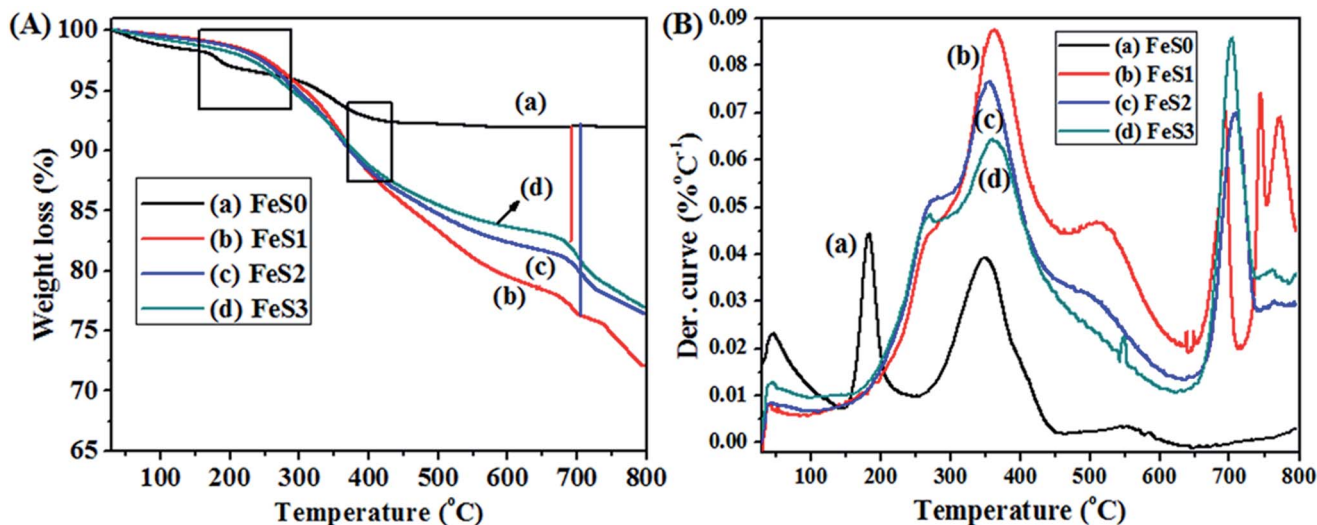 (A)
100
95
90
85
80
75
70
65
Weight loss (%)
(a)
(d)
(c)
(b)
(a) FeS0
(b) FeS1
(c) FeS2
(d) FeS3
100 200 300 400 500 600 700 800
Temperature (°C)
(B)
0.09
0.08
0.07
0.06
0.05
0.04
0.03
0.02
0.01
0.00
Der. curve (%°C⁻¹)
(b)
(c)
(d)
(a)
(a) FeS0
(b) FeS1
(c) FeS2
(d) FeS3
100 200 300 400 500 600 700 800
Temperature (°C)